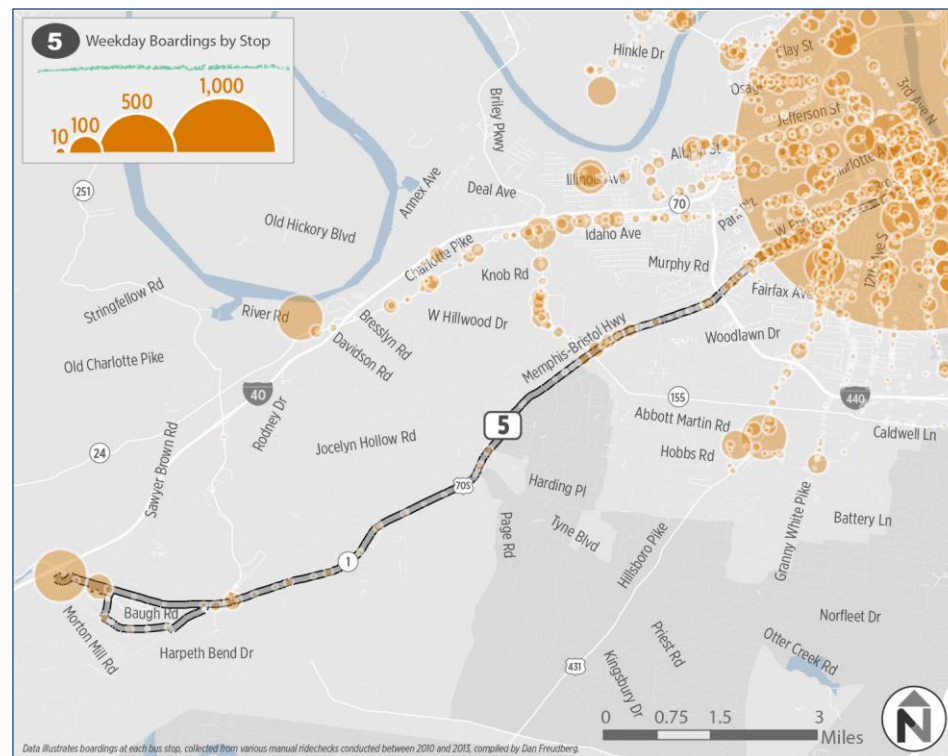 5 Weekday Boardings by Stop
10
100
500
1,000
Hinkle Dr
Clay St
3rd Ave N
Jefferson St
Briley Pkwy
Albion St
Illinois Ave
251
Annex Ave
Deal Ave
70
Old Hickory Blvd
Charlotte Pike
Idaho Ave
Knob Rd
Murphy Rd
12th Ave S
Fairfax Ave
Stringfellow Rd
River Rd
Bresslyn Rd
W Hillwood Dr
Memphis-Bristol Hwy
Woodlawn Dr
Davidson Rd
Old Charlotte Pike
40
155
440
Rodney Dr
5
Abbott Martin Rd
Caldwell Ln
Sawyer Brown Rd
Jocelyn Hollow Rd
Hobbs Rd
24
Harding Pl
70S
Granny White Pike
Battery Ln
Page Rd
Tyne Blvd
Hillsboro Pike
1
Baugh Rd
Morton Mill Rd
Norfleet Dr
Harpeth Bend Dr
Priest Rd
Otter Creek Rd
431
Kingsbury Dr
N
0 0.75 1.5 3
Miles
Data illustrates boardings at each bus stop, collected from various manual ridechecks conducted between 2010 and 2013, compiled by Dan Freudberg.